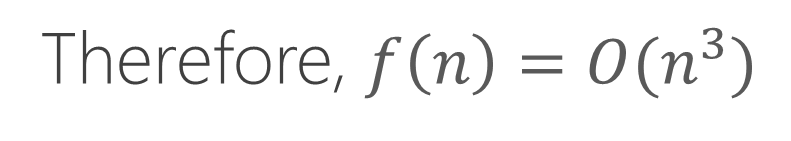 Therefore, f(n) = O(n³)